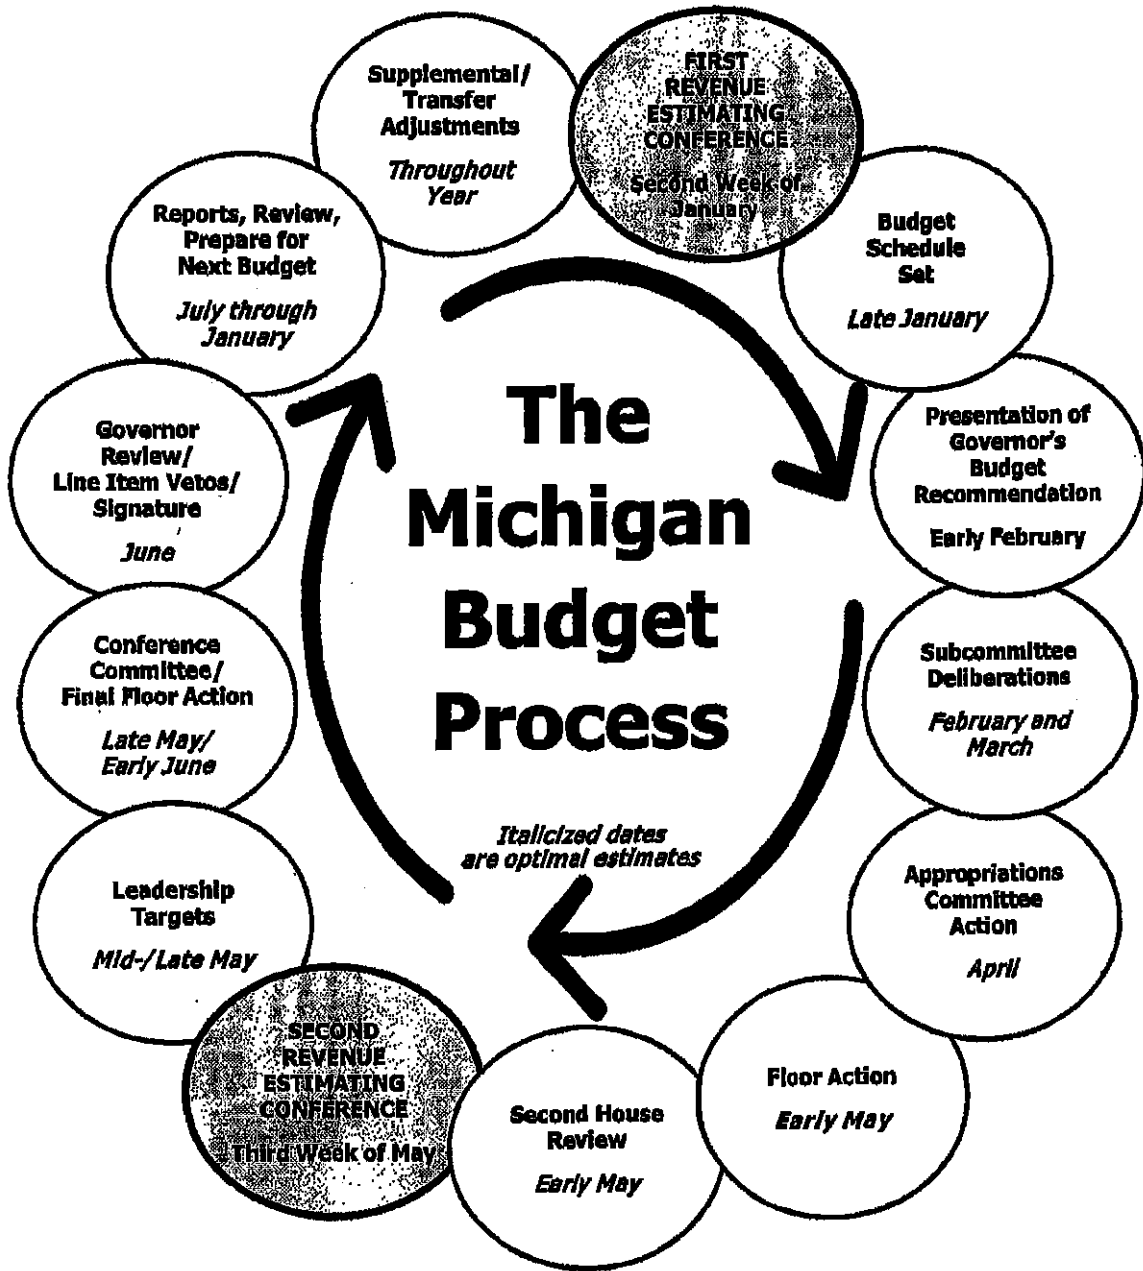 Supplemental/
Transfer
Adjustments
Throughout
Year
FIRST
REVENUE
ESTIMATING
CONFERENCE
Second Week of
January
Budget
Schedule
Set
Late January
Presentation of
Governor's
Budget
Recommendation
Early February
Subcommittee
Deliberations
February and
March
Appropriations
Committee
Action
April
Floor Action
Early May
Second House
Review
Early May
SECOND
REVENUE
ESTIMATING
CONFERENCE
Third Week of May
Leadership
Targets
Mid-/Late May
Conference
Committee/
Final Floor Action
Late May/
Early June
Governor
Review/
Line Item Vetos/
Signature
June
Reports, Review,
Prepare for
Next Budget
July through
January
The
Michigan
Budget
Process
Italicized dates
are optimal estimates